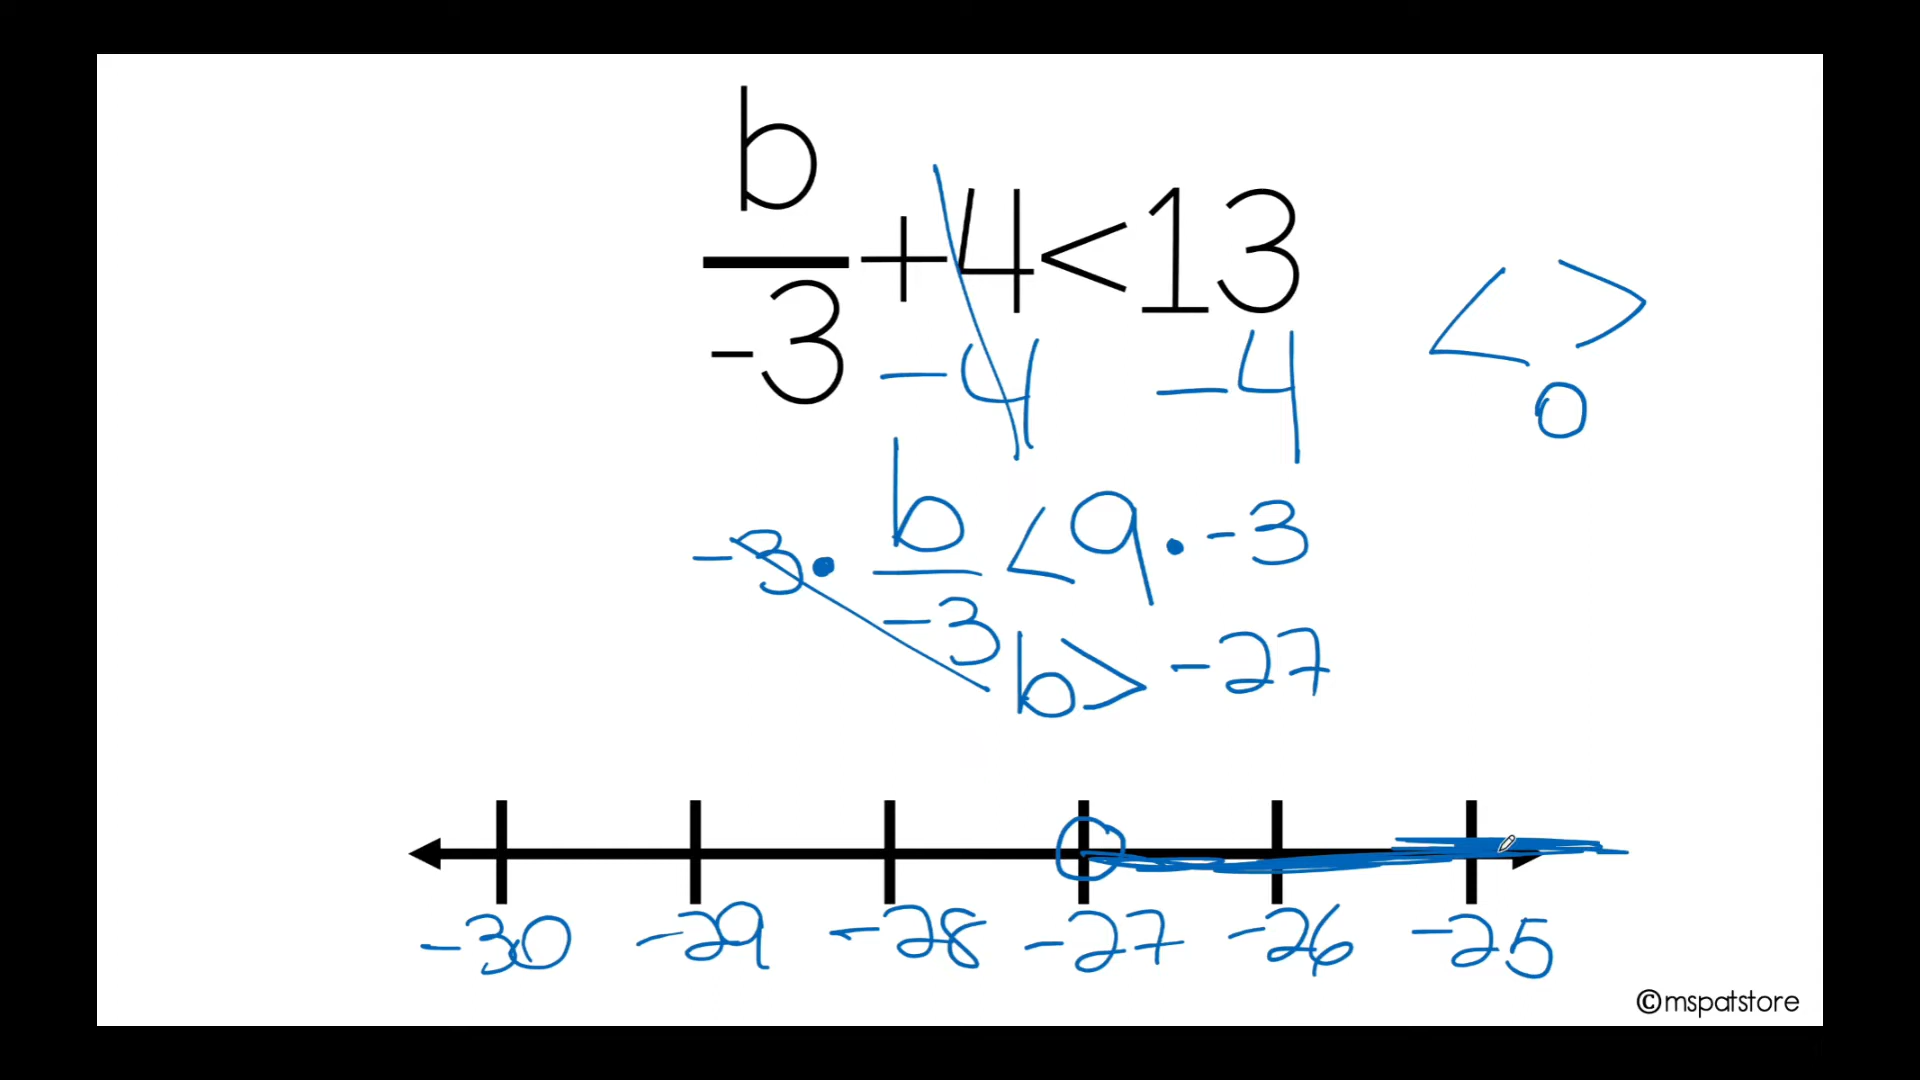 b
— + 4 < 13
-3
-4 -4
< >
o
-3 • b/-3 < 9 • -3
b > -27
-30 -29 -28 -27 -26 -25
©mspatstore